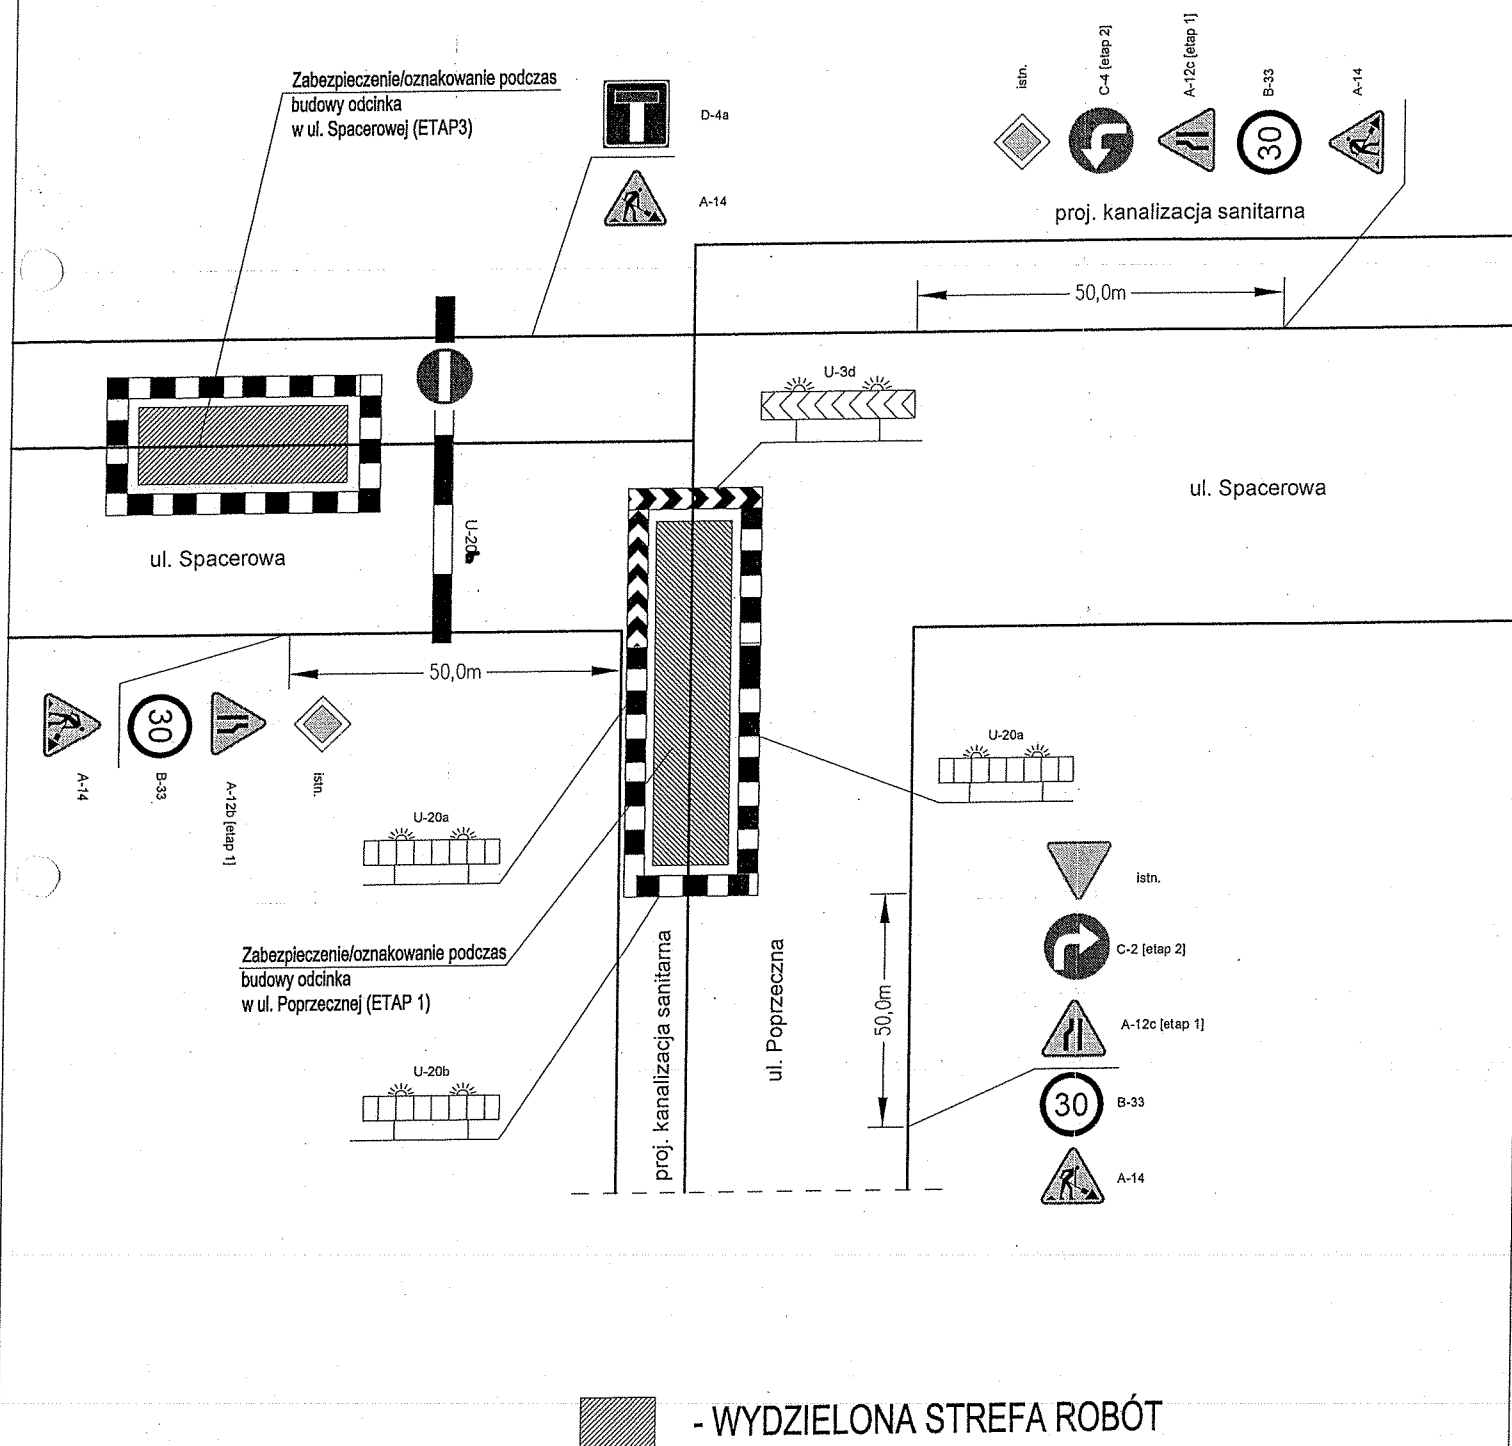 Zabezpieczenie/oznakowanie podczas
budowy odcinka
w ul. Spacerowej (ETAP3)
D-4a
A-14
istn.
C-4 [etap 2]
A-12c [etap 1]
B-33
A-14
30
proj. kanalizacja sanitarna
50,0m
U-3d
ul. Spacerowa
ul. Spacerowa
50,0m
30
A-14
B-33
A-12b [etap 1]
istn.
U-20a
U-20a
istn.
C-2 [etap 2]
A-12c [etap 1]
30
B-33
A-14
Zabezpieczenie/oznakowanie podczas
budowy odcinka
w ul. Poprzecznej (ETAP 1)
U-20b
proj. kanalizacja sanitarna
ul. Poprzeczna
50,0m
- WYDZIELONA STREFA ROBÓT